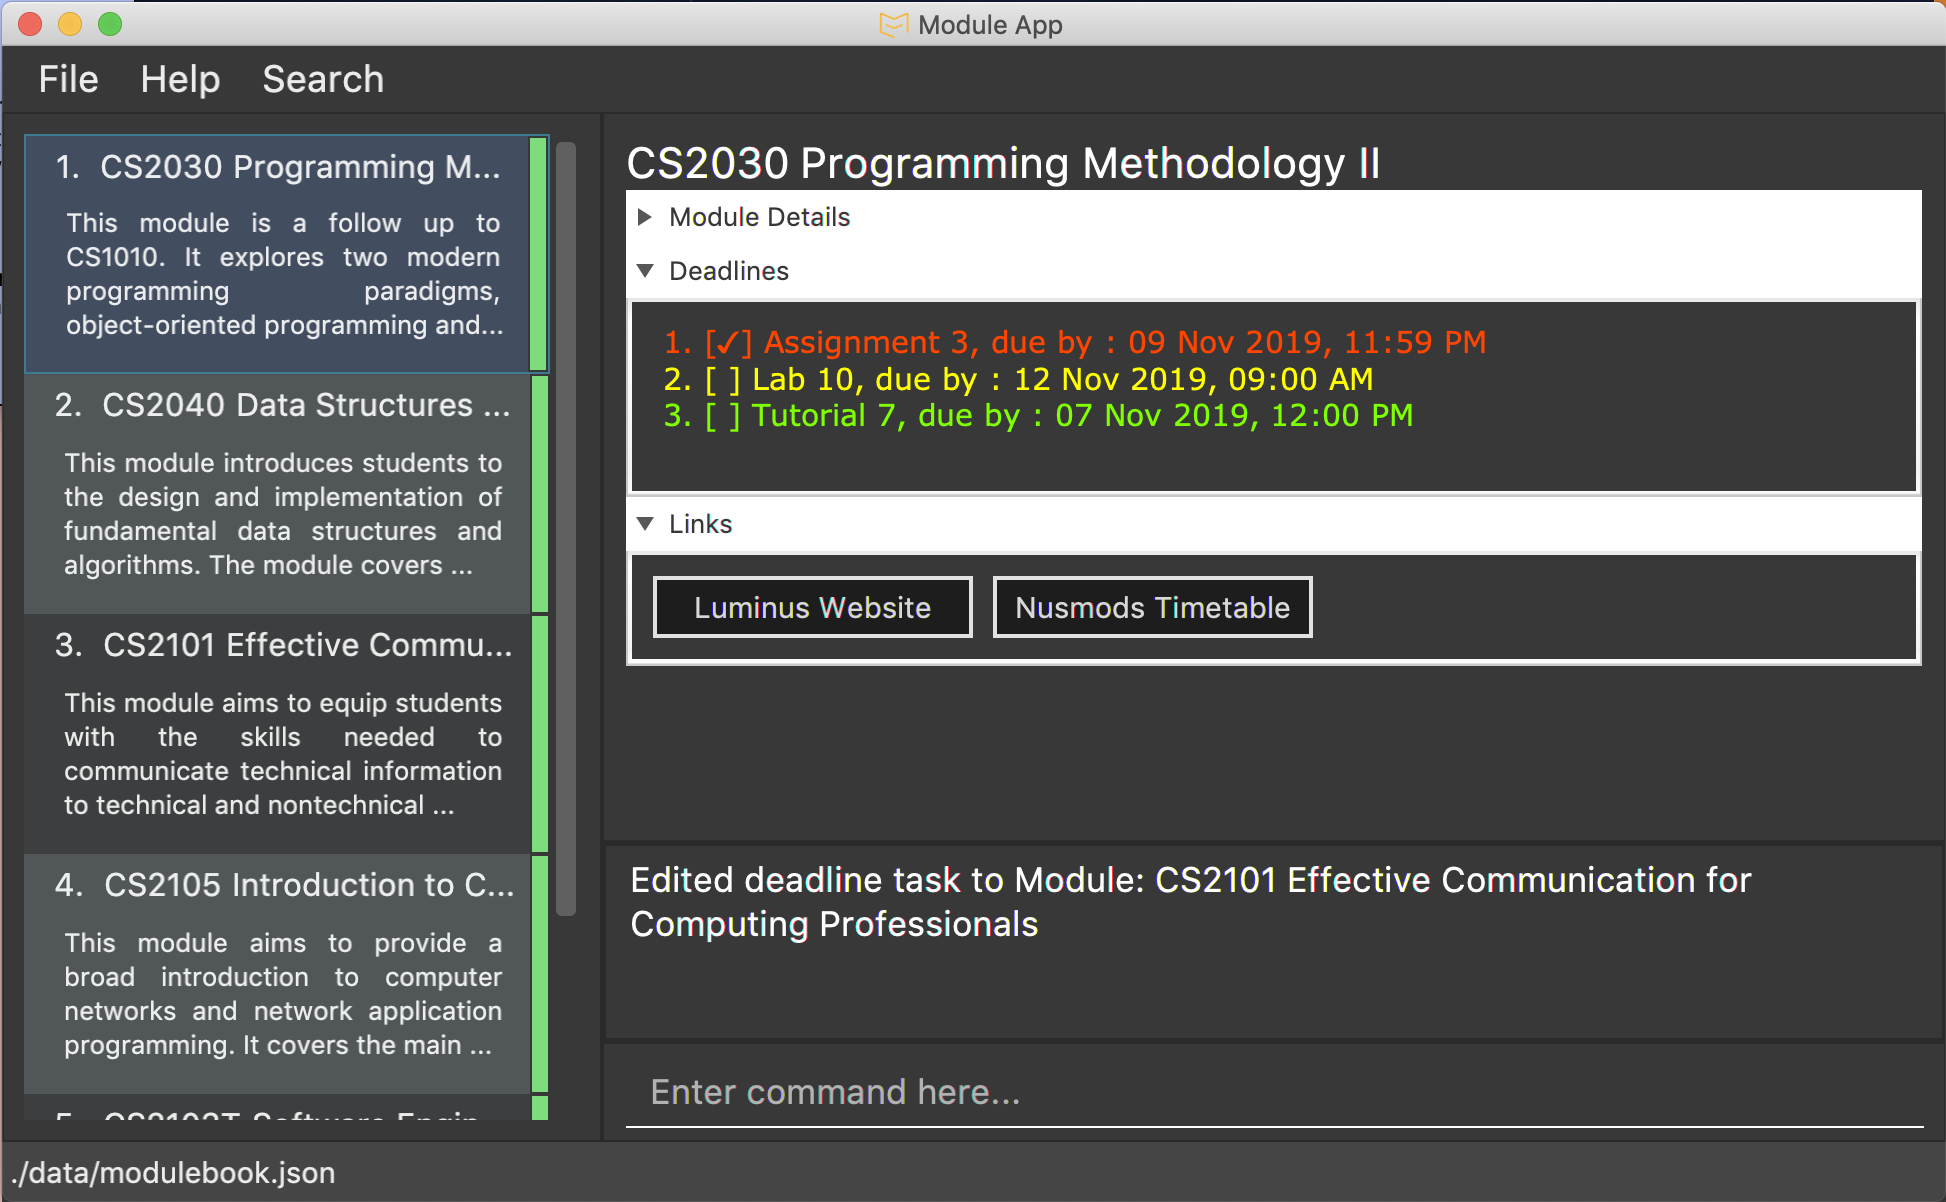 Module App
File Help Search
1. CS2030 Programming M...
This module is a follow up to
CS1010. It explores two modern
programming paradigms,
object-oriented programming and...
2. CS2040 Data Structures ...
This module introduces students to
the design and implementation of
fundamental data structures and
algorithms. The module covers ...
3. CS2101 Effective Commu...
This module aims to equip students
with the skills needed to
communicate technical information
to technical and nontechnical ...
4. CS2105 Introduction to C...
This module aims to provide a
broad introduction to computer
networks and network application
programming. It covers the main ...
5. CS2103T Software Engin
CS2030 Programming Methodology II
Module Details
Deadlines
1. [✓] Assignment 3, due by : 09 Nov 2019, 11:59 PM
2. [ ] Lab 10, due by : 12 Nov 2019, 09:00 AM
3. [ ] Tutorial 7, due by : 07 Nov 2019, 12:00 PM
Links
Luminus Website
Nusmods Timetable
Edited deadline task to Module: CS2101 Effective Communication for
Computing Professionals
Enter command here...
./data/modulebook.json